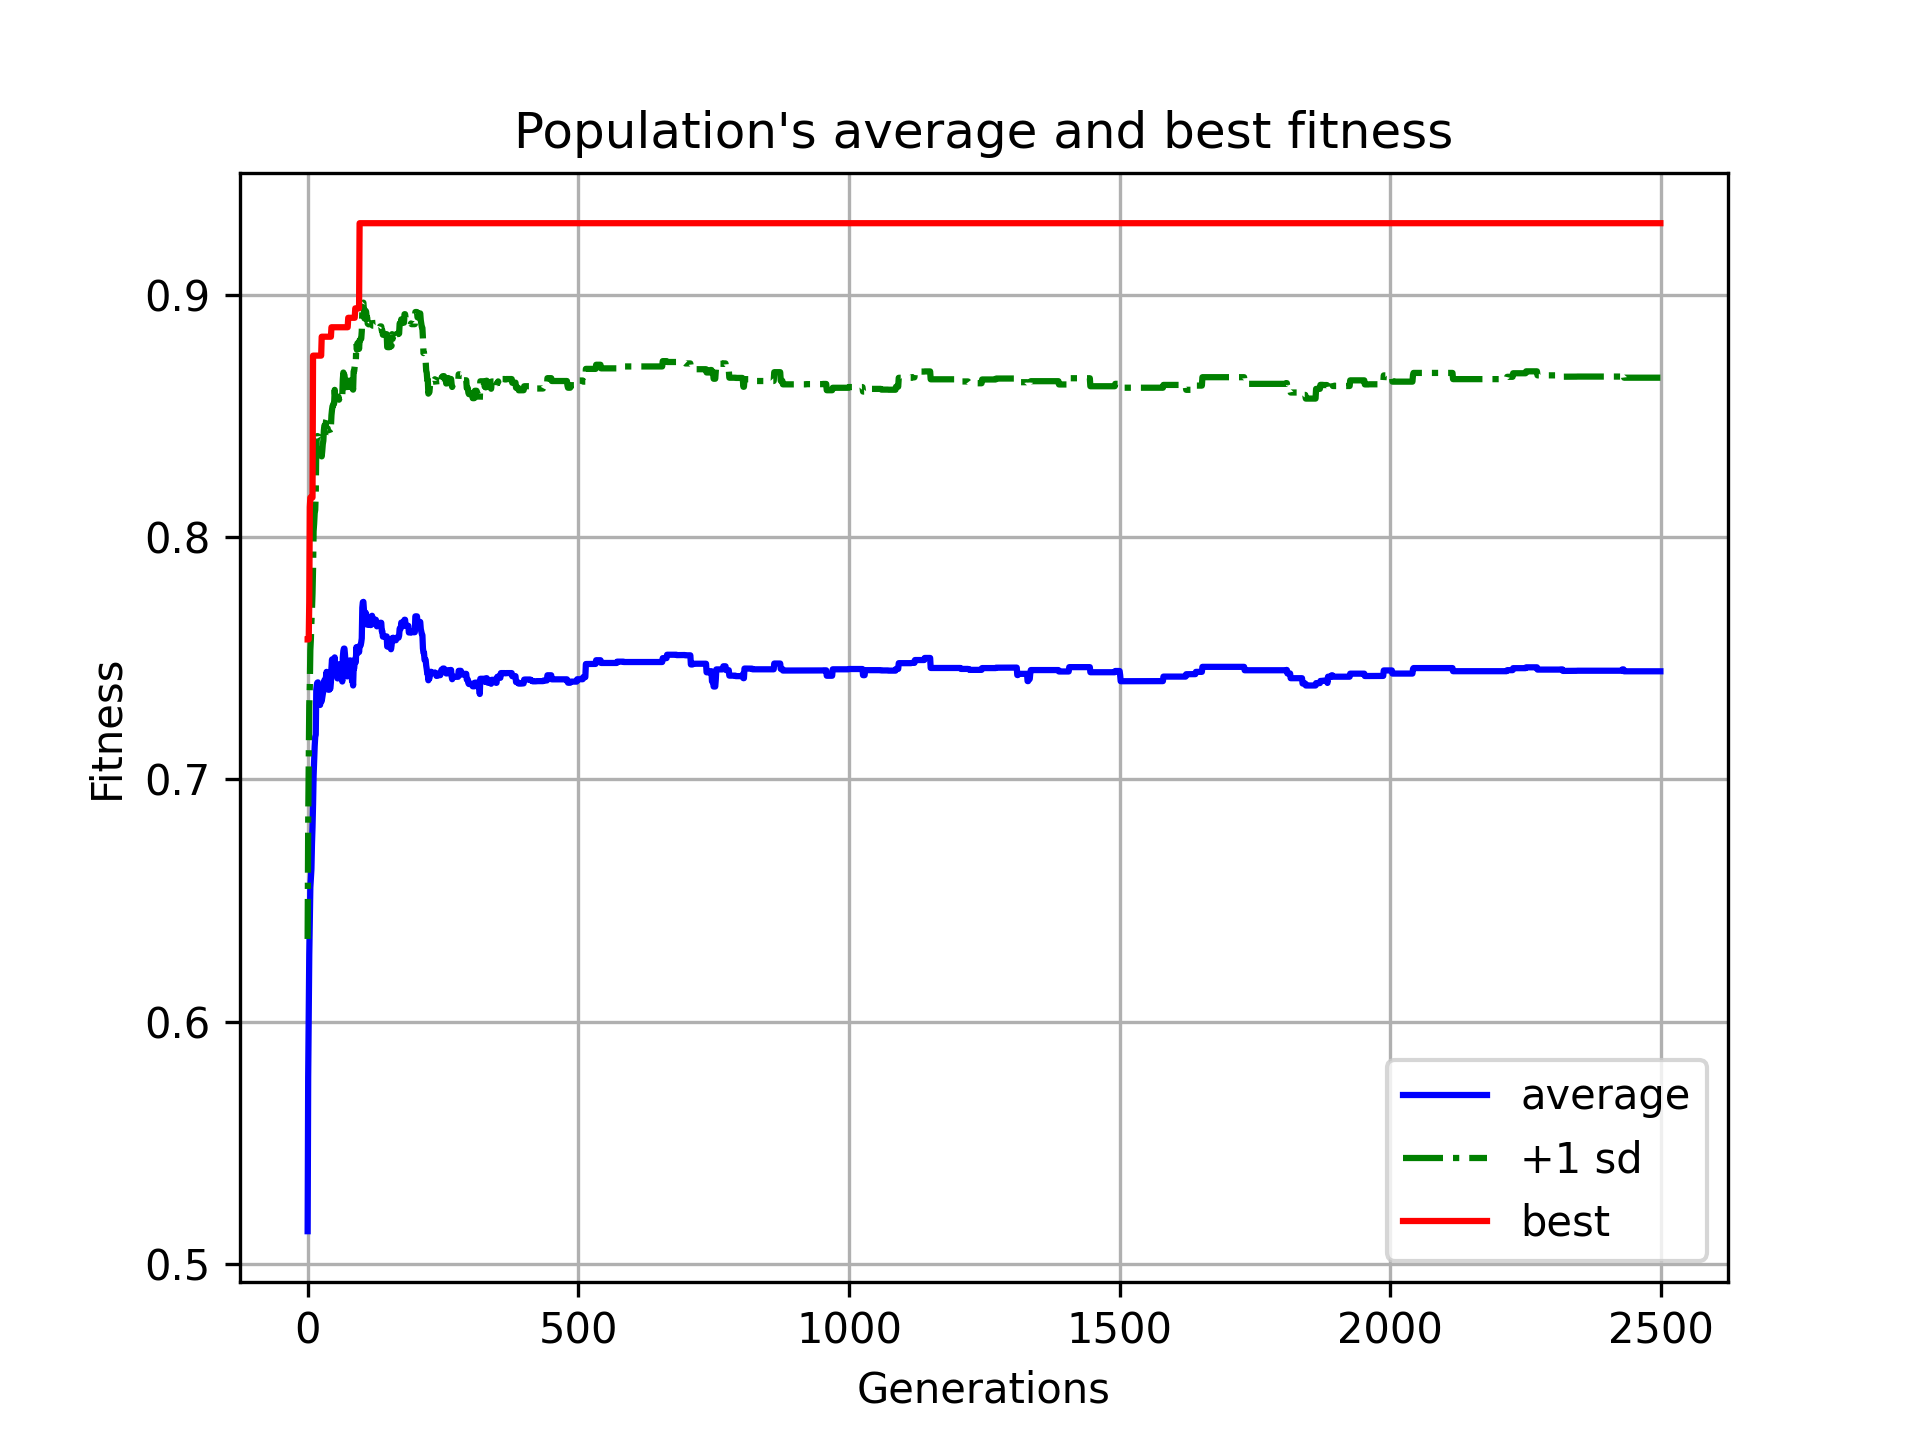 Population's average and best fitness
Fitness
0.9
0.8
0.7
0.6
0.5
0 500 1000 1500 2000 2500
Generations
average
+1 sd
best